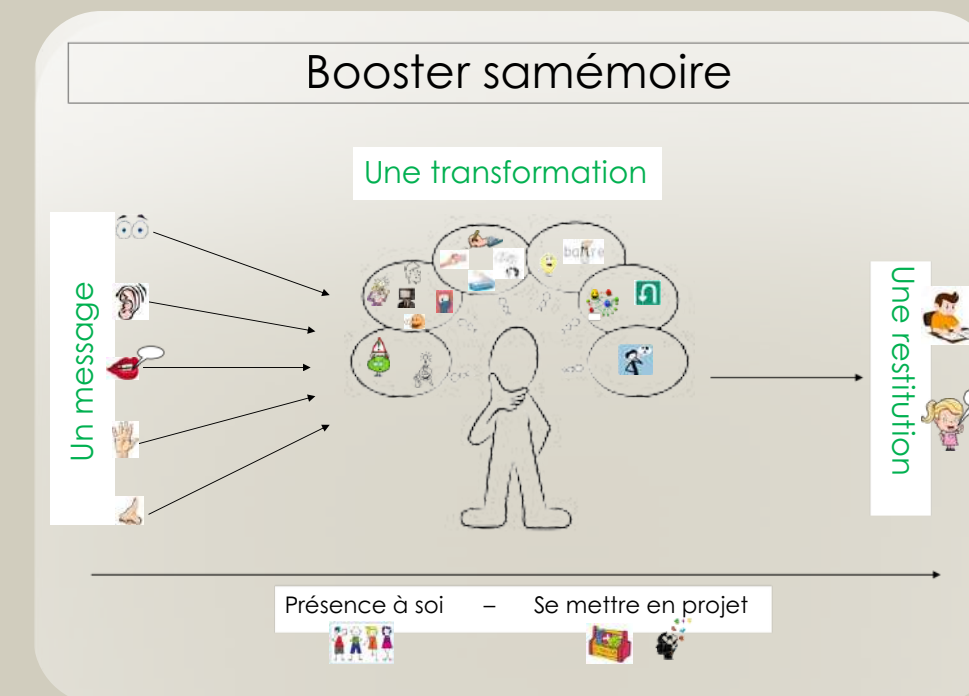 Booster samémoire
Une transformation
Un message
Une restitution
Présence à soi – Se mettre en projet